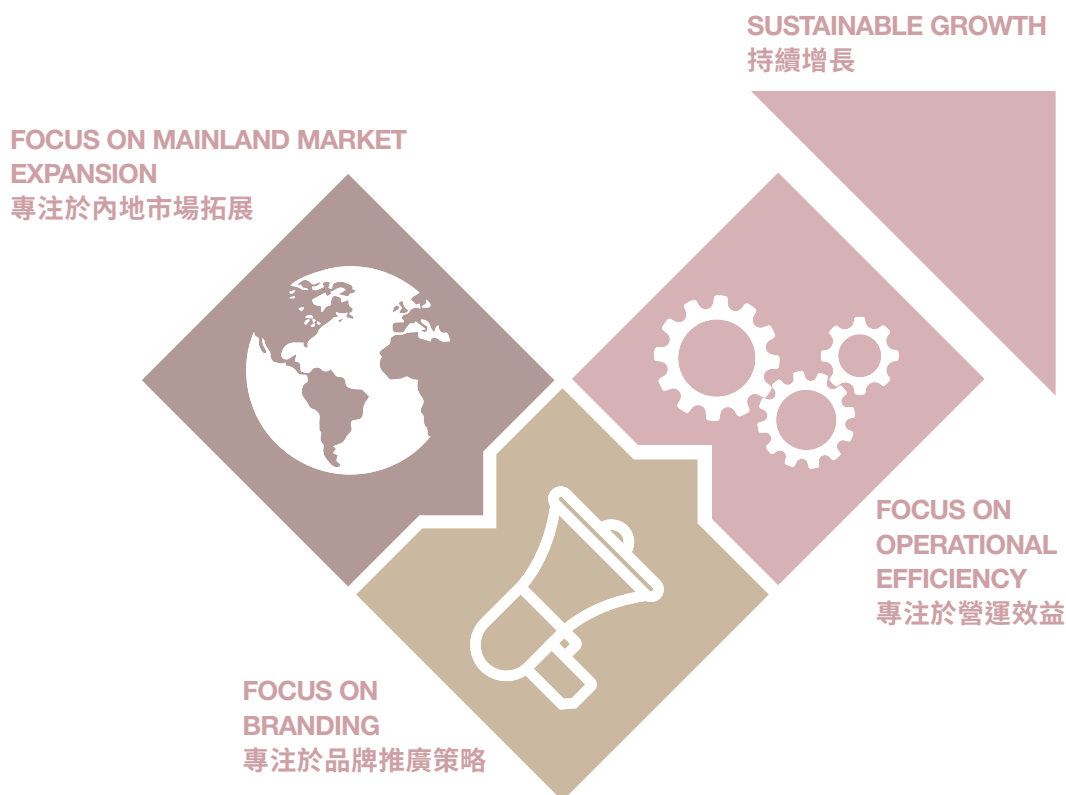 SUSTAINABLE GROWTH
持續增長
FOCUS ON MAINLAND MARKET
EXPANSION
專注於內地市場拓展
FOCUS ON
OPERATIONAL
EFFICIENCY
專注於營運效益
FOCUS ON
BRANDING
專注於品牌推廣策略